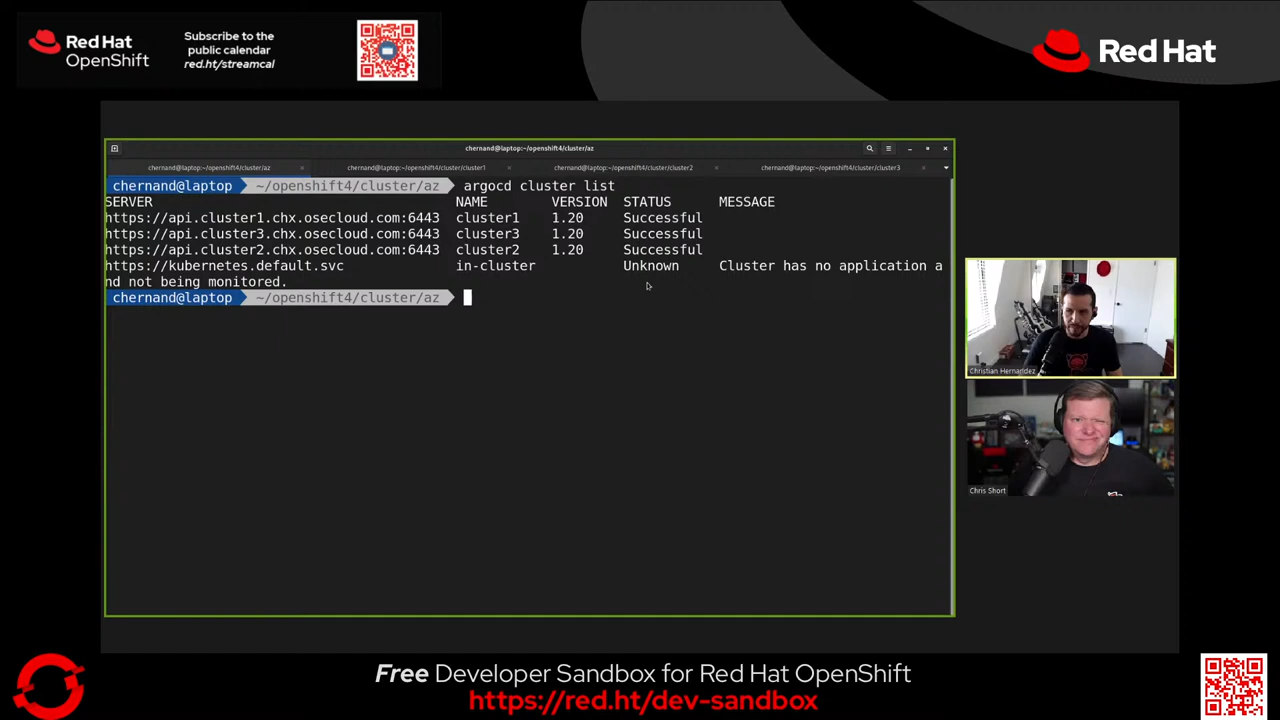 Red Hat
OpenShift
Subscribe to the
public calendar
red.ht/streamcal
Red Hat
chernand@laptop:~/openshift4/cluster/az
chernand@laptop:~/openshift4/cluster/az
chernand@laptop:~/openshift4/cluster/cluster1
chernand@laptop:~/openshift4/cluster/cluster2
chernand@laptop:~/openshift4/cluster/cluster3
chernand@laptop ~/openshift4/cluster/az argocd cluster list
SERVER NAME VERSION STATUS MESSAGE
https://api.cluster1.chx.osecloud.com:6443 cluster1 1.20 Successful
https://api.cluster3.chx.osecloud.com:6443 cluster3 1.20 Successful
https://api.cluster2.chx.osecloud.com:6443 cluster2 1.20 Successful
https://kubernetes.default.svc in-cluster Unknown Cluster has no application a
nd not being monitored.
chernand@laptop ~/openshift4/cluster/az
Christian Hernandez
Chris Short
Free Developer Sandbox for Red Hat OpenShift
https://red.ht/dev-sandbox